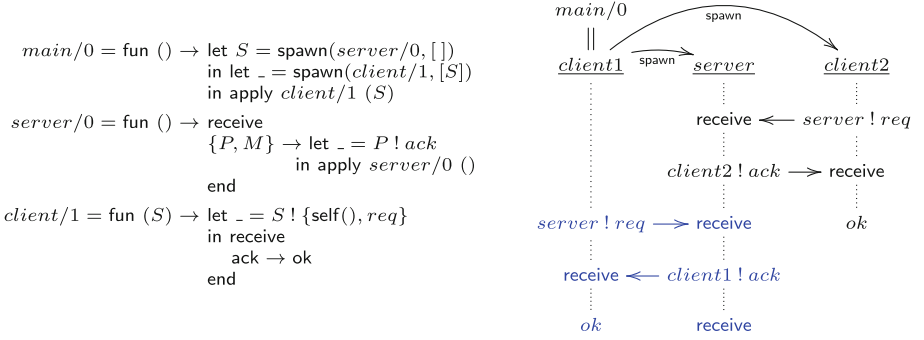 main/0 = fun () → let S = spawn(server/0, [ ])
in let _ = spawn(client/1, [S])
in apply client/1 (S)
server/0 = fun () → receive
{P, M} → let _ = P ! ack
in apply server/0 ()
end
client/1 = fun (S) → let _ = S ! {self(), req}
in receive
ack → ok
end
main/0
spawn
spawn
client1 server client2
receive ← server ! req
client2 ! ack → receive
server ! req → receive ok
receive ← client1 ! ack
ok receive